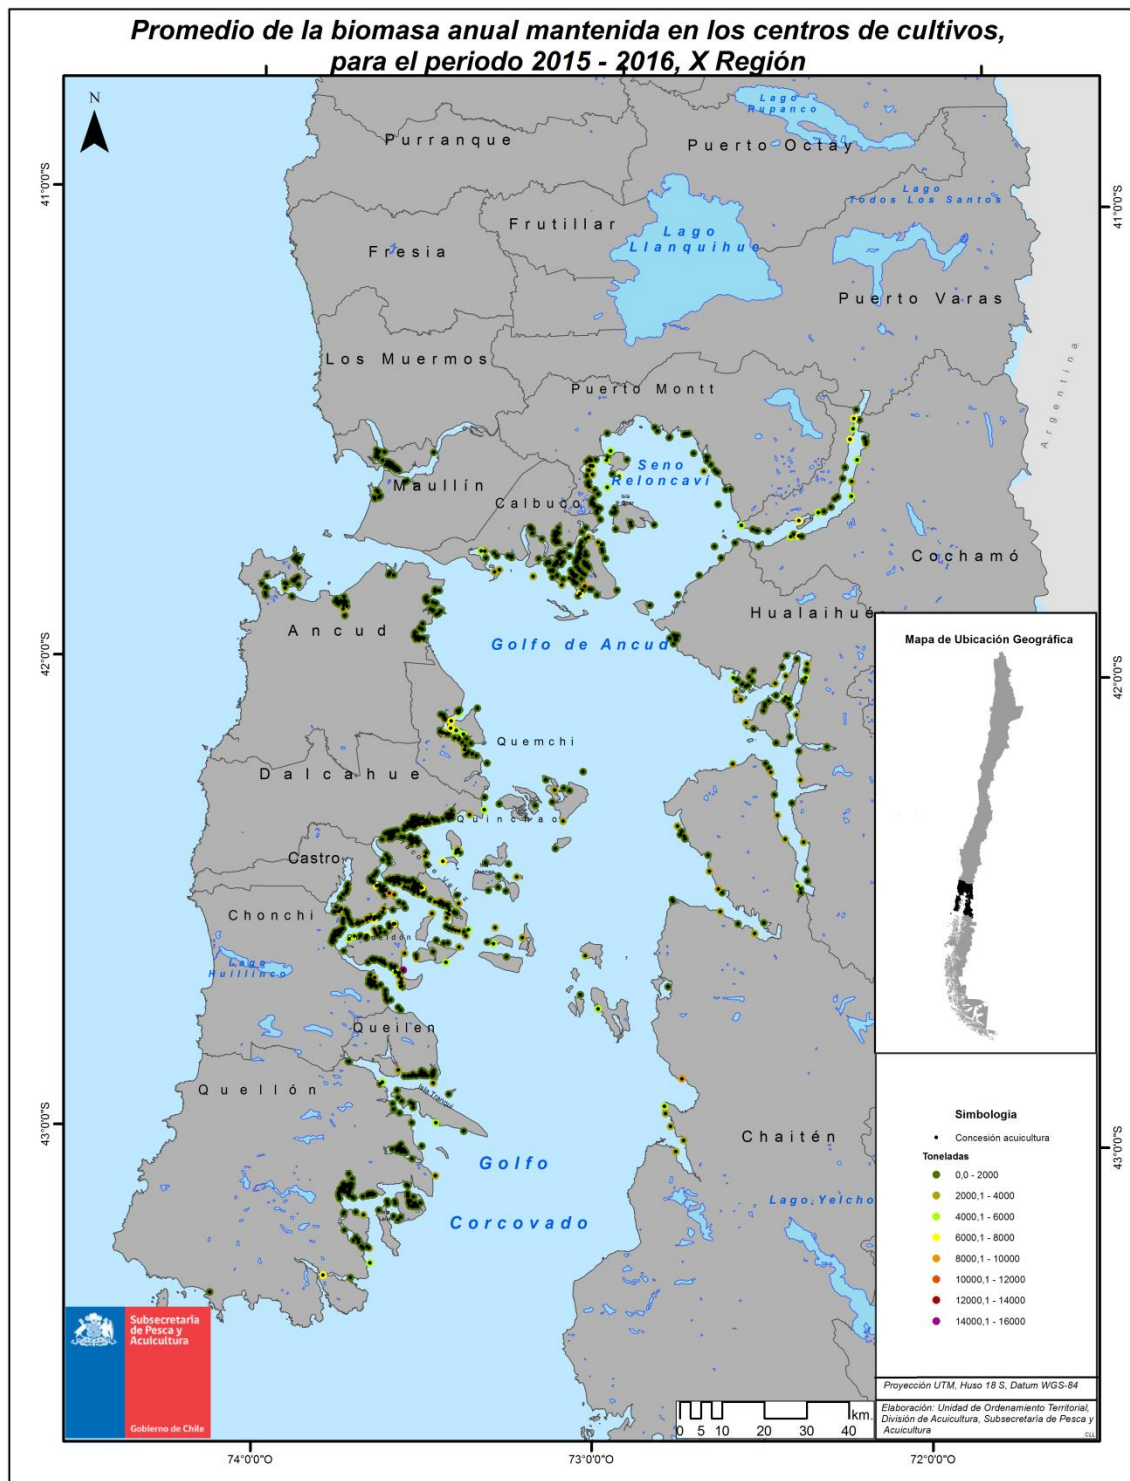 Promedio de la biomasa anual mantenida en los centros de cultivos,
para el periodo 2015 - 2016, X Región
N
Lago
Rupanco
Purranque
Puerto Octay
41°0'0"S
41°0'0"S
Lago
Todos Los Santos
Frutillar
Lago
Llanquihue
Fresia
Puerto Varas
Los Muermos
Argentina
Puerto Montt
Seno
Reloncavi
Maullín
Calbuco
Isla
Cochamó
Hualaihué
Ancud
Golfo de Ancud
42°0'0"S
42°0'0"S
Mapa de Ubicación Geográfica
Quemchi
Dalcahue
Quinchao
Castro
Chonchi
Lago
Huillinco
Queilen
Quellón
Isla Tranqui
43°0'0"S
43°0'0"S
Chaitén
Golfo
Corcovado
Lago Yelcho
Simbologia
Concesión acuicultura
Toneladas
0,0 - 2000
2000,1 - 4000
4000,1 - 6000
6000,1 - 8000
8000,1 - 10000
10000,1 - 12000
12000,1 - 14000
14000,1 - 16000
Subsecretaría
de Pesca y
Acuicultura
Gobierno de Chile
Proyección UTM, Huso 18 S, Datum WGS-84
Elaboración: Unidad de Ordenamiento Territorial,
División de Acuicultura, Subsecretaría de Pesca y
Acuicultura
CLL
km.
0 5 10 20 30 40
74°0'0"O
73°0'0"O
72°0'0"O